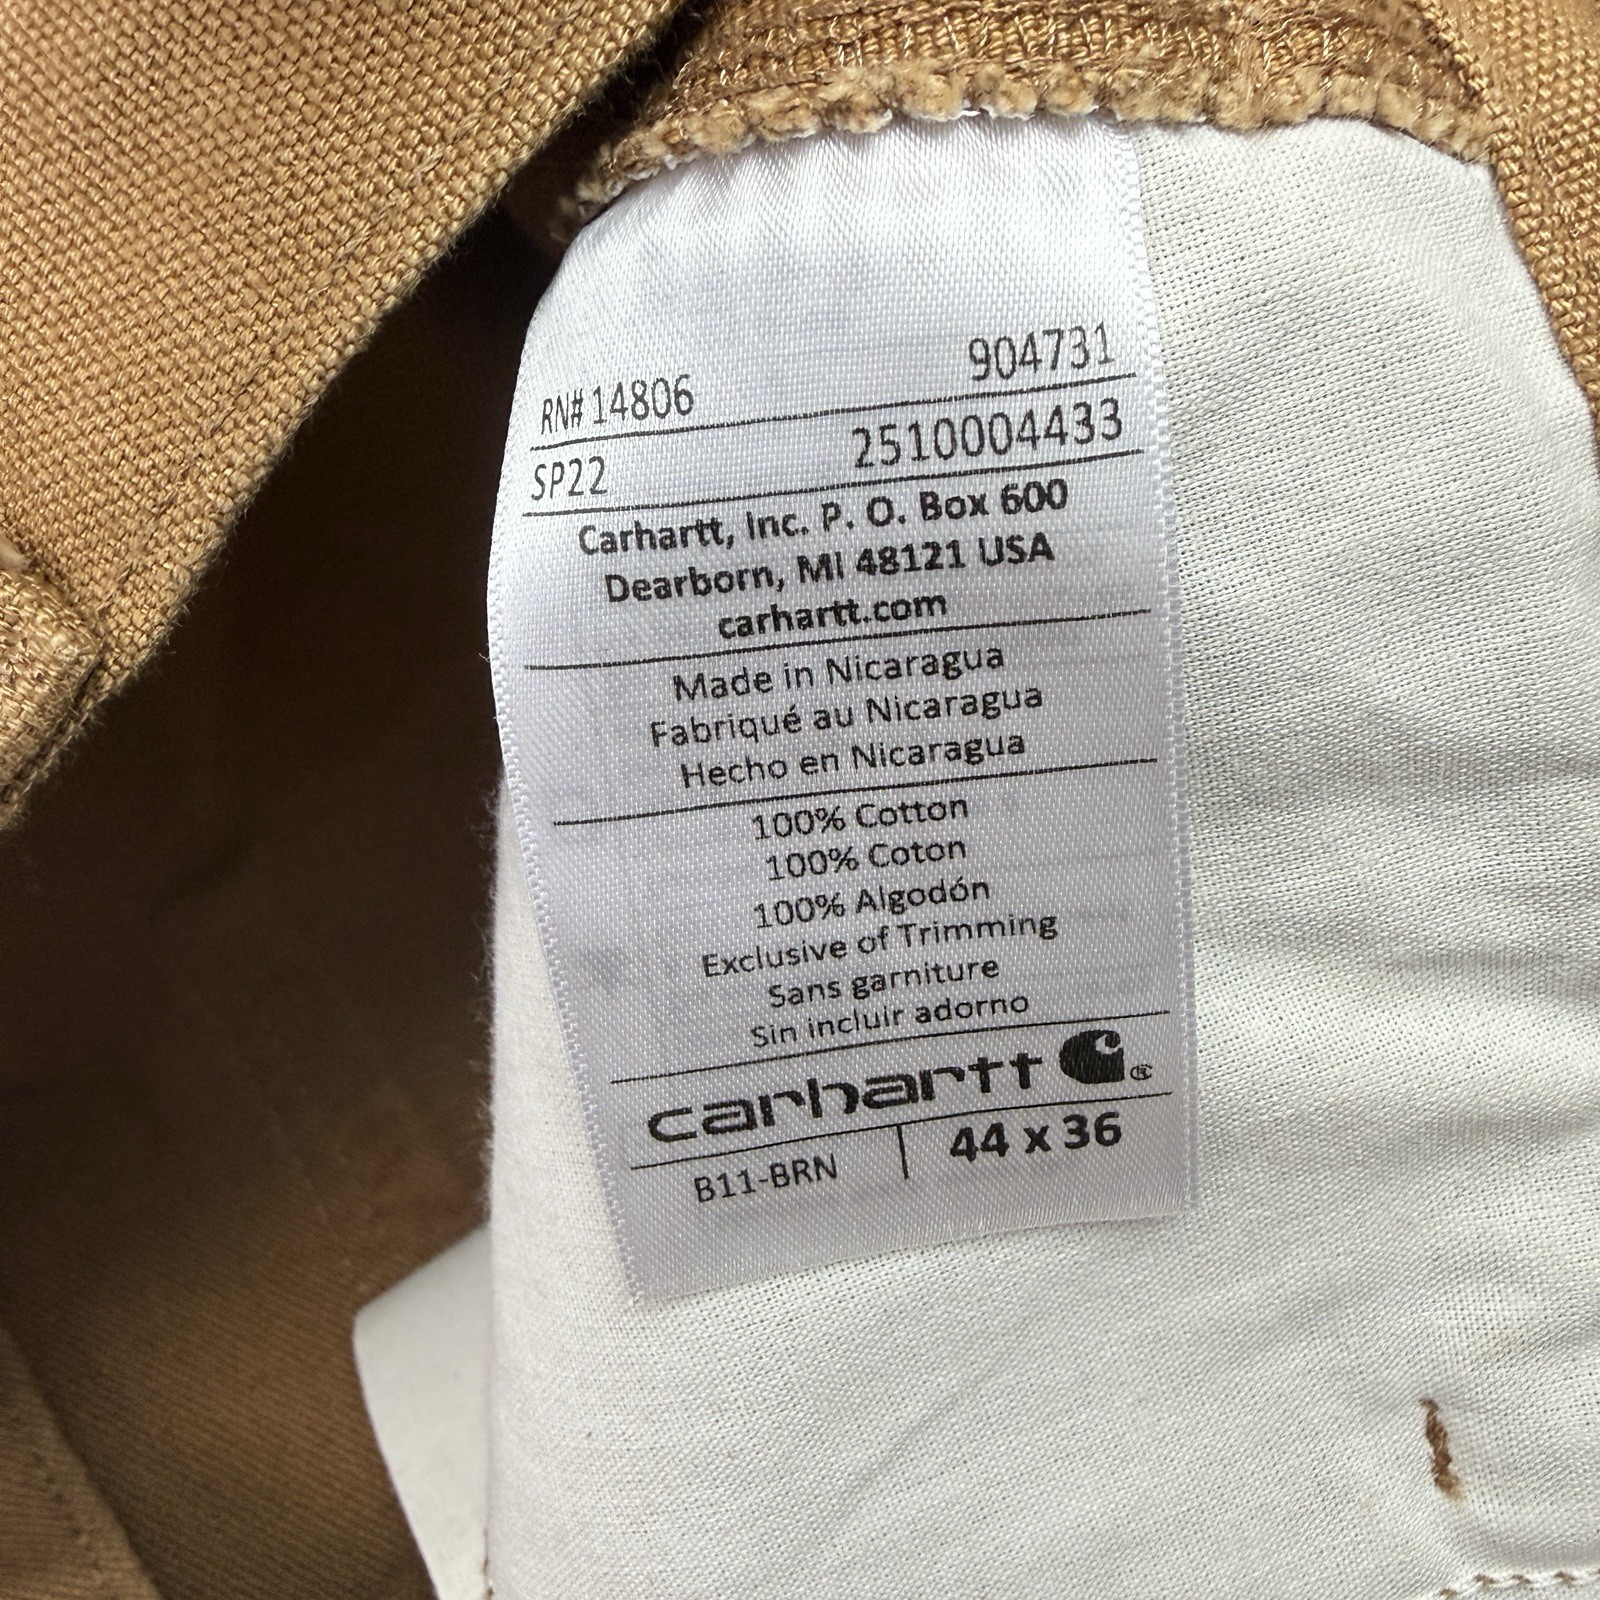 RN# 14806 904731
SP22 2510004433
Carhartt, Inc. P. O. Box 600
Dearborn, MI 48121 USA
carhartt.com
Made in Nicaragua
Fabriqué au Nicaragua
Hecho en Nicaragua
100% Cotton
100% Coton
100% Algodón
Exclusive of Trimming
Sans garniture
Sin incluir adorno
carhartt ®
B11-BRN 44 x 36